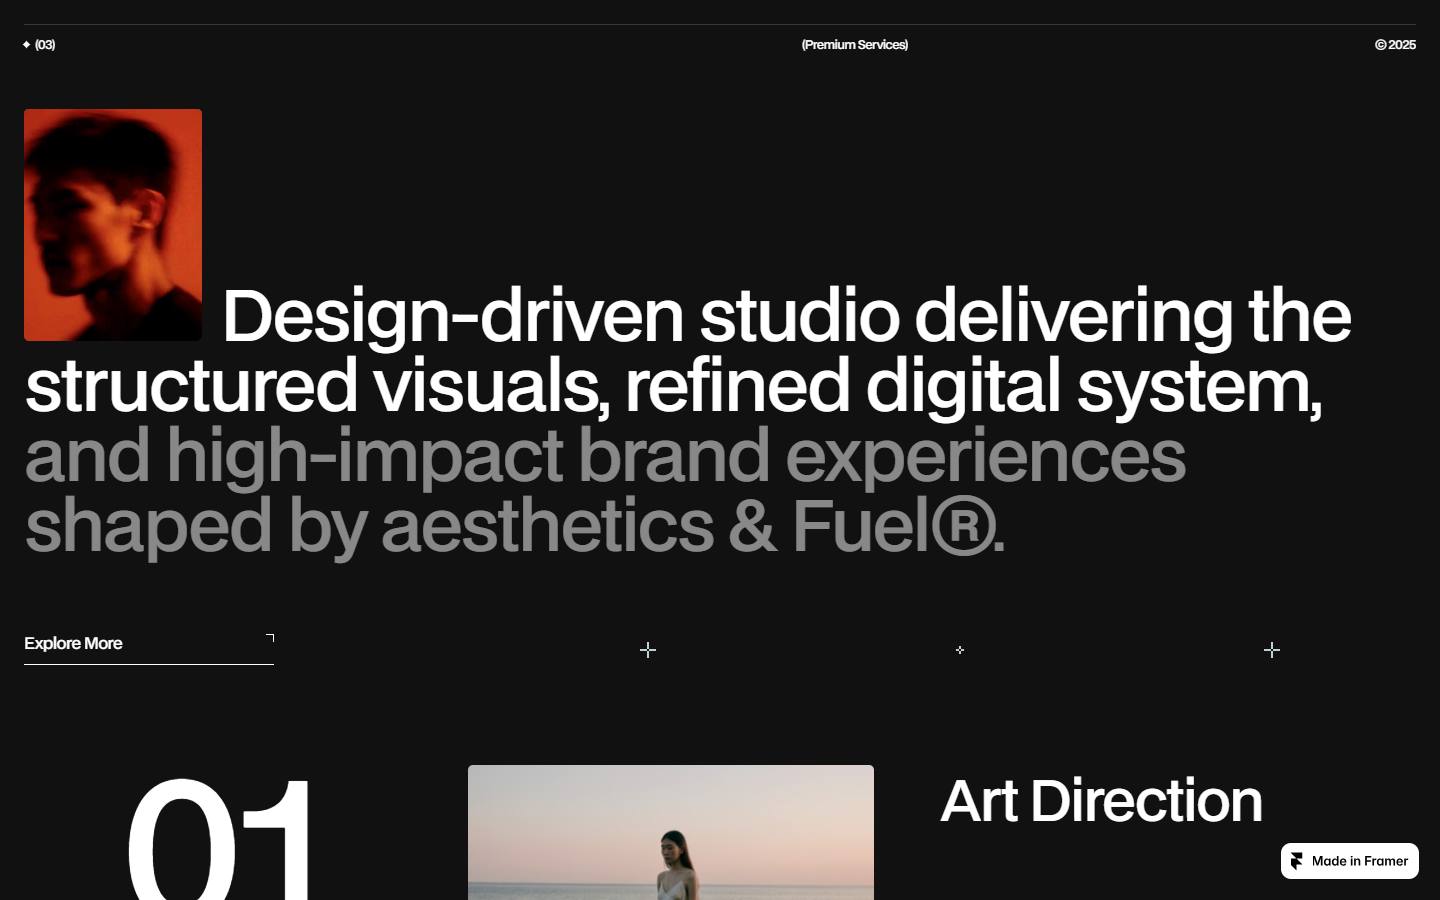 (03)
(Premium Services)
© 2025
Design-driven studio delivering the
structured visuals, refined digital system,
and high-impact brand experiences
shaped by aesthetics & Fuel®.
Explore More
01
Art Direction
Made in Framer